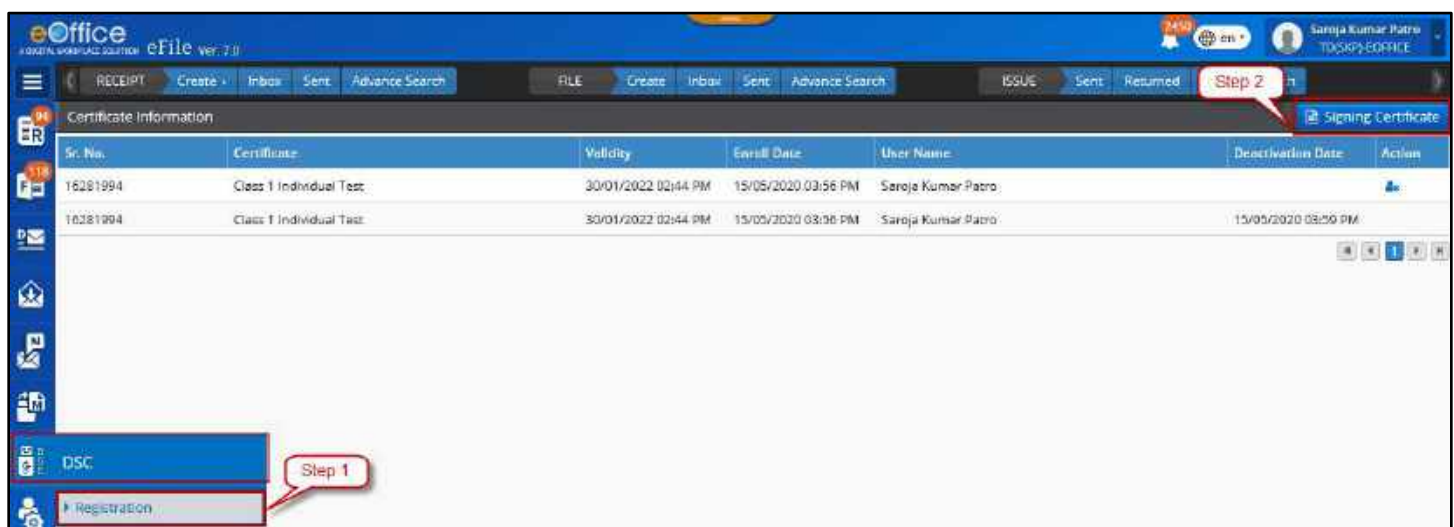 eOffice
A DIGITAL WORKPLACE SOLUTION eFile ver. 7.0
2450
en
Saroja Kumar Patro
TD(SKP)-EOFFICE
RECEIPT Create Inbox Sent Advance Search FILE Create Inbox Sent Advance Search ISSUE Sent Returned
Step 2
Certificate Information Signing Certificate
Sr. No. Certificate Validity Enroll Date User Name Deactivation Date Action
16281994 Class 1 Individual Test 30/01/2022 02:44 PM 15/05/2020 03:56 PM Saroja Kumar Patro
16281994 Class 1 Individual Test 30/01/2022 02:44 PM 15/05/2020 03:56 PM Saroja Kumar Patro 15/05/2020 03:59 PM
1
94
R
118
F
D
N
M
DSC
Step 1
Registration